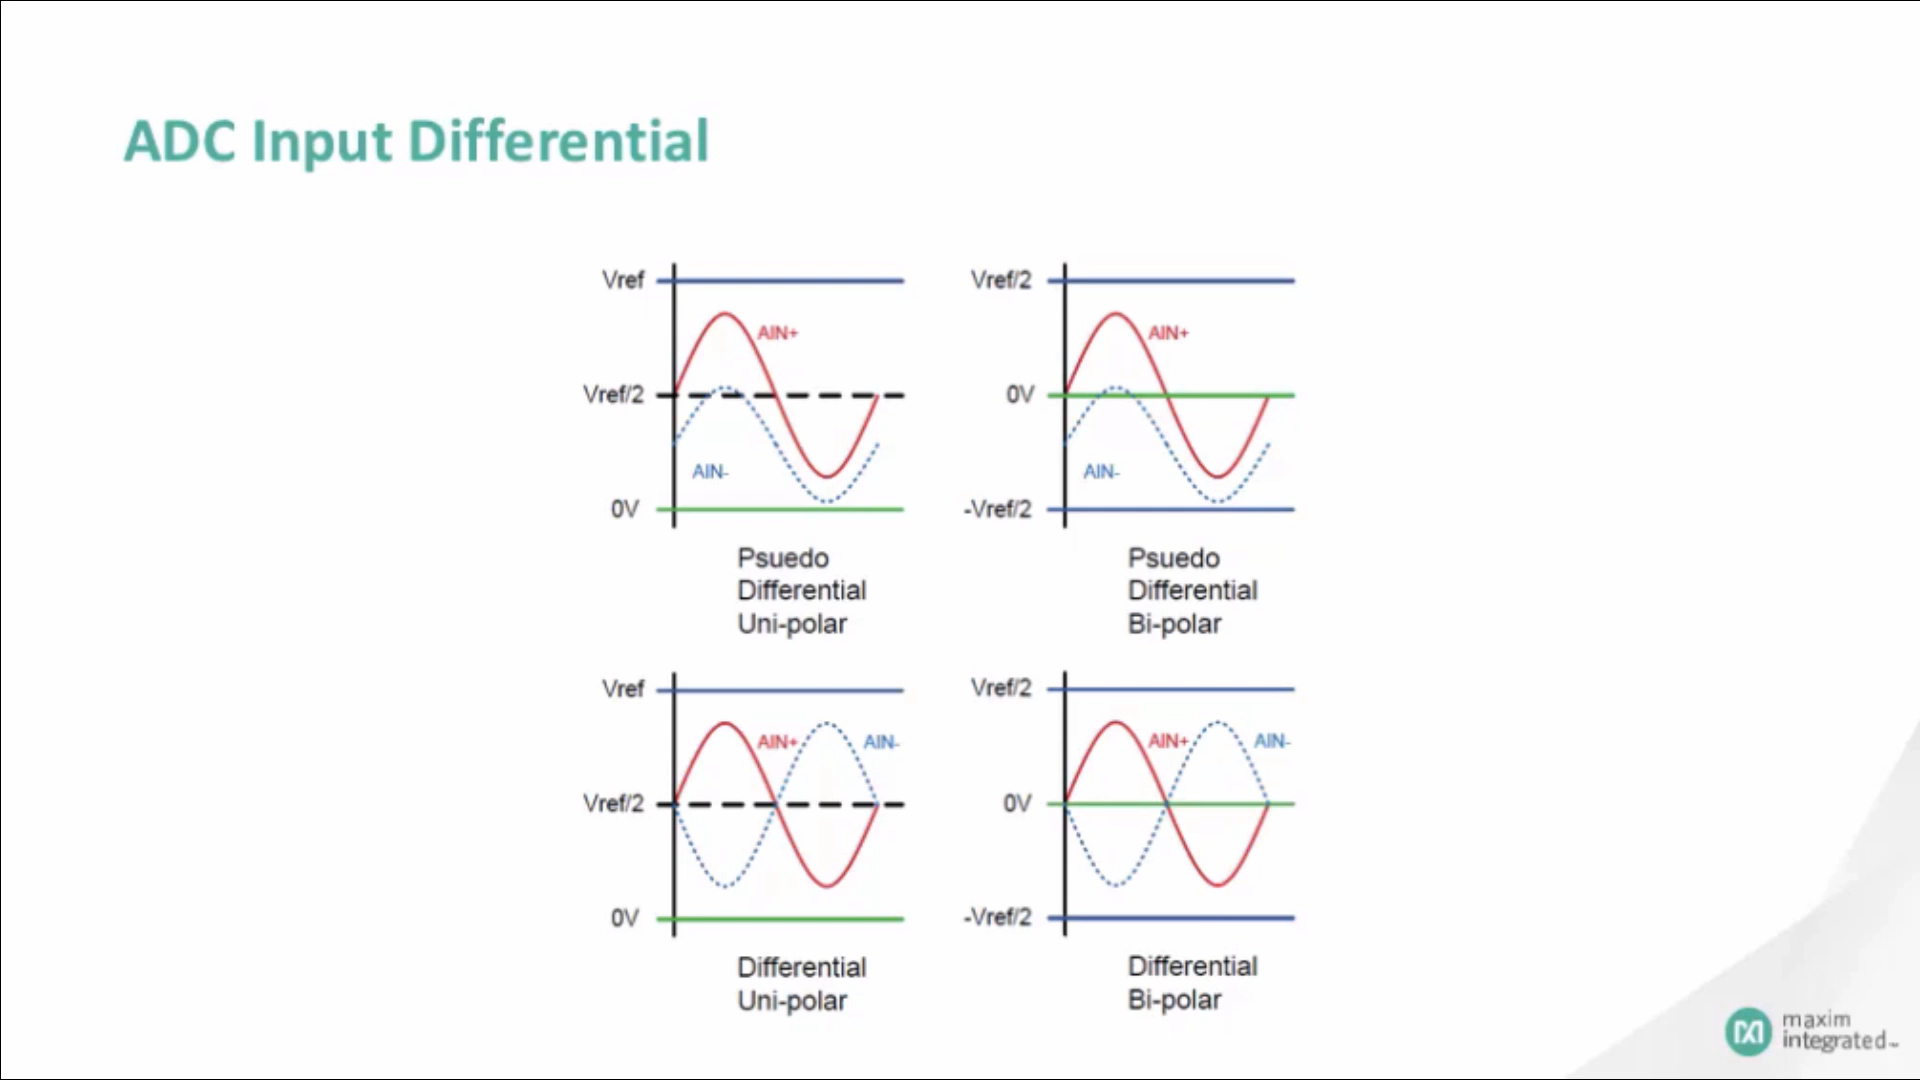 ADC Input Differential
Vref
AIN+
Vref/2
AIN-
0V
Psuedo
Differential
Uni-polar
Vref/2
AIN+
0V
AIN-
-Vref/2
Psuedo
Differential
Bi-polar
Vref
AIN+
AIN-
Vref/2
0V
Differential
Uni-polar
Vref/2
AIN+
AIN-
0V
-Vref/2
Differential
Bi-polar
maxim
integrated™